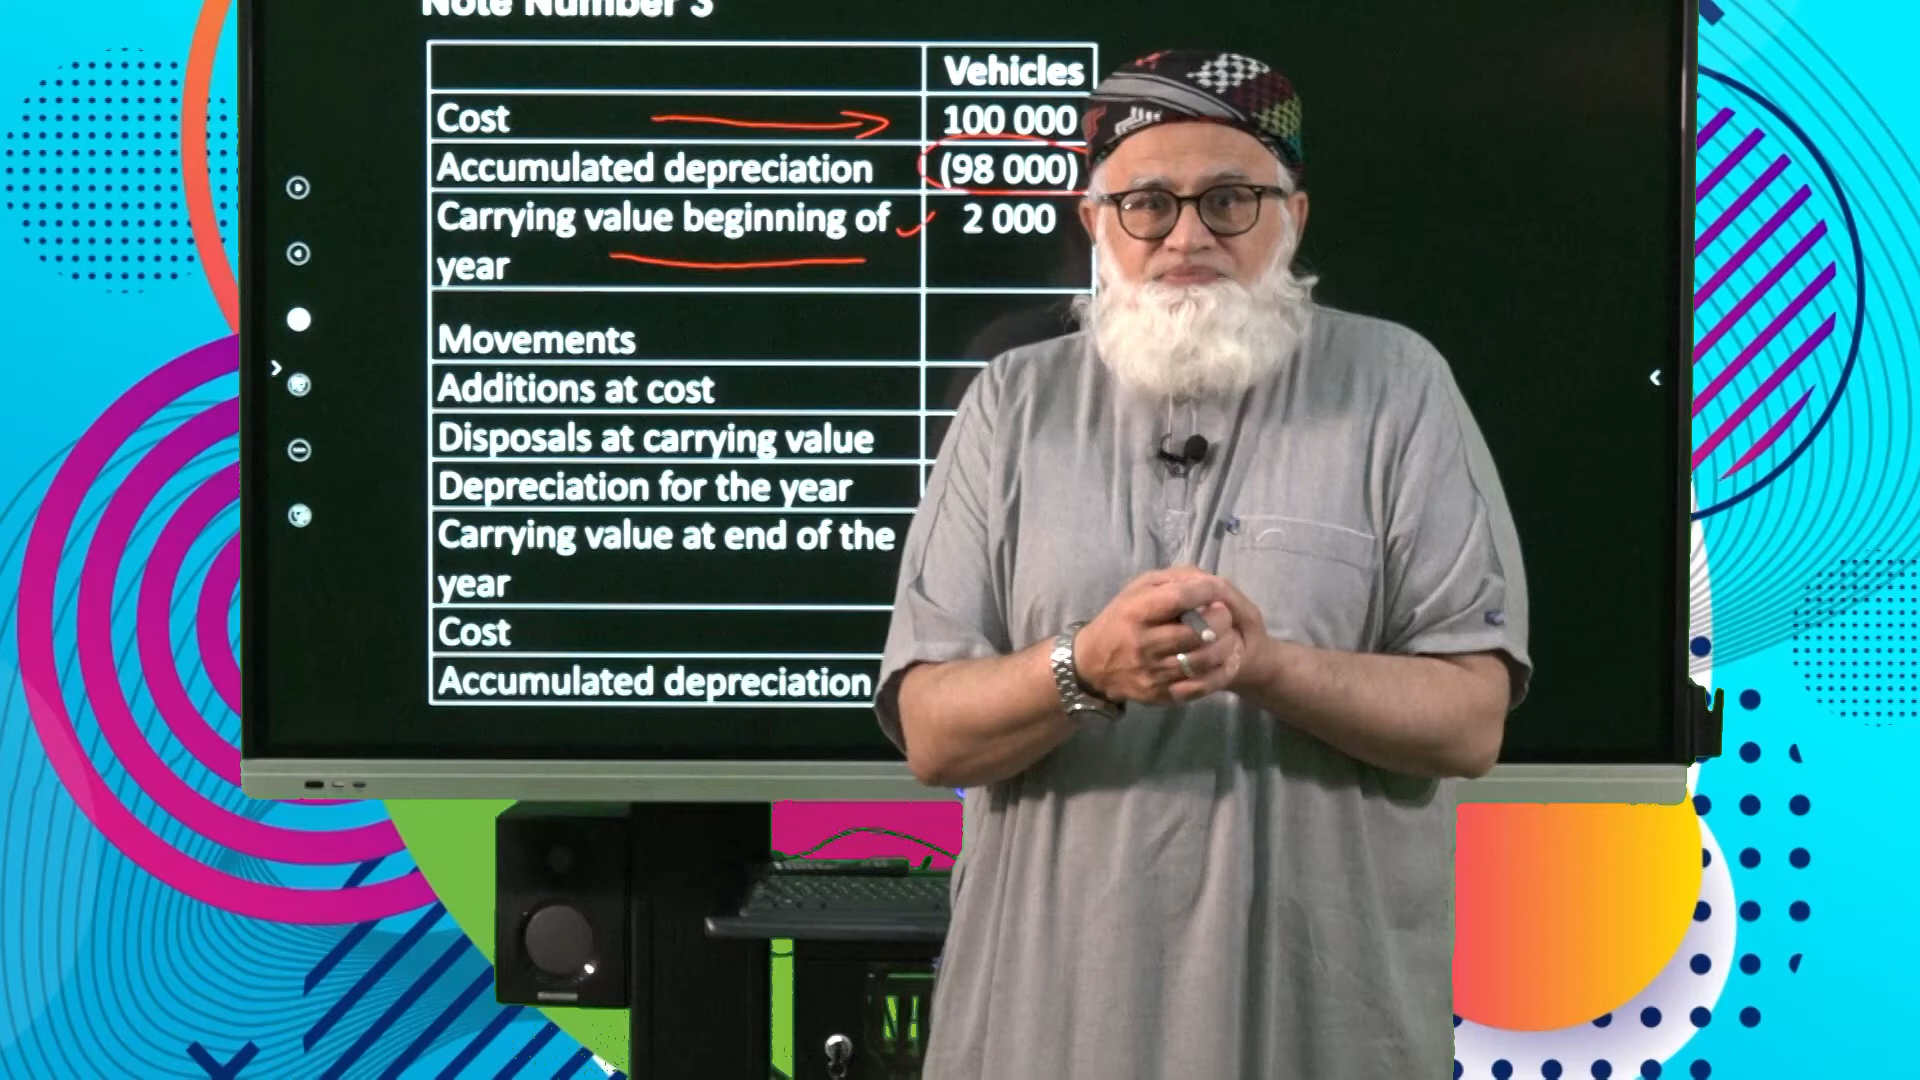 Note Number 3
Vehicles
Cost 100 000
Accumulated depreciation (98 000)
Carrying value beginning of 2 000
year
Movements
Additions at cost
Disposals at carrying value
Depreciation for the year
Carrying value at end of the
year
Cost
Accumulated depreciation